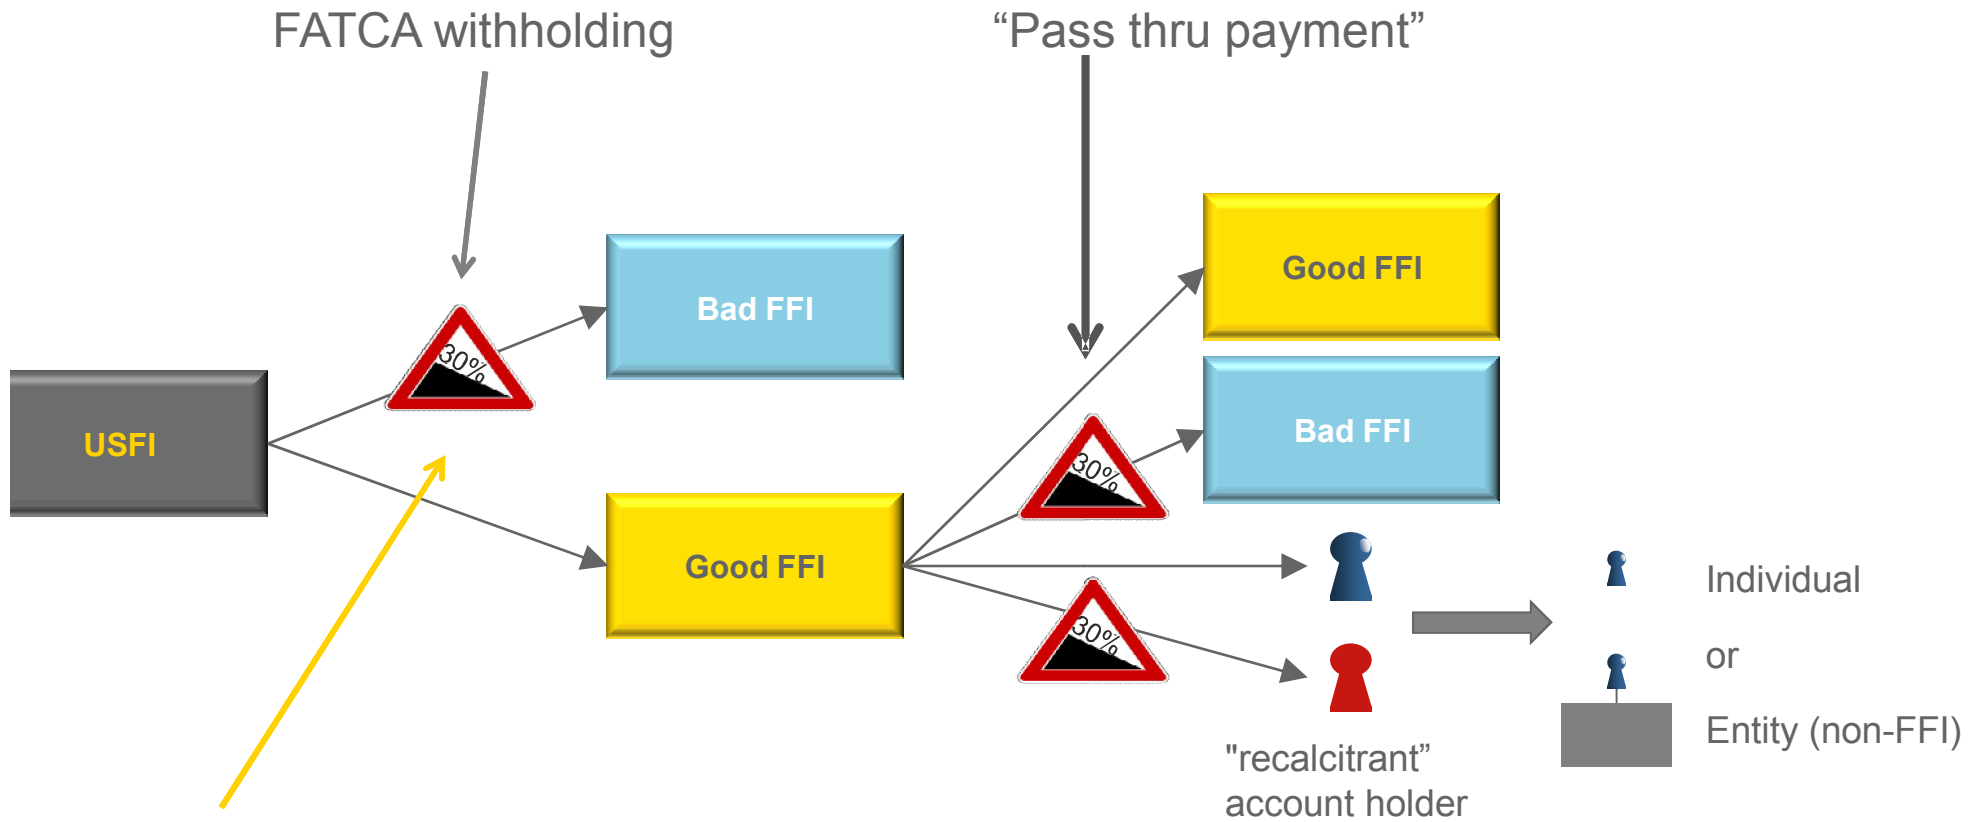 FATCA withholding
“Pass thru payment”
Good FFI
Bad FFI
30%
Bad FFI
USFI
30%
Good FFI
Individual
30%
or
Entity (non-FFI)
"recalcitrant”
account holder